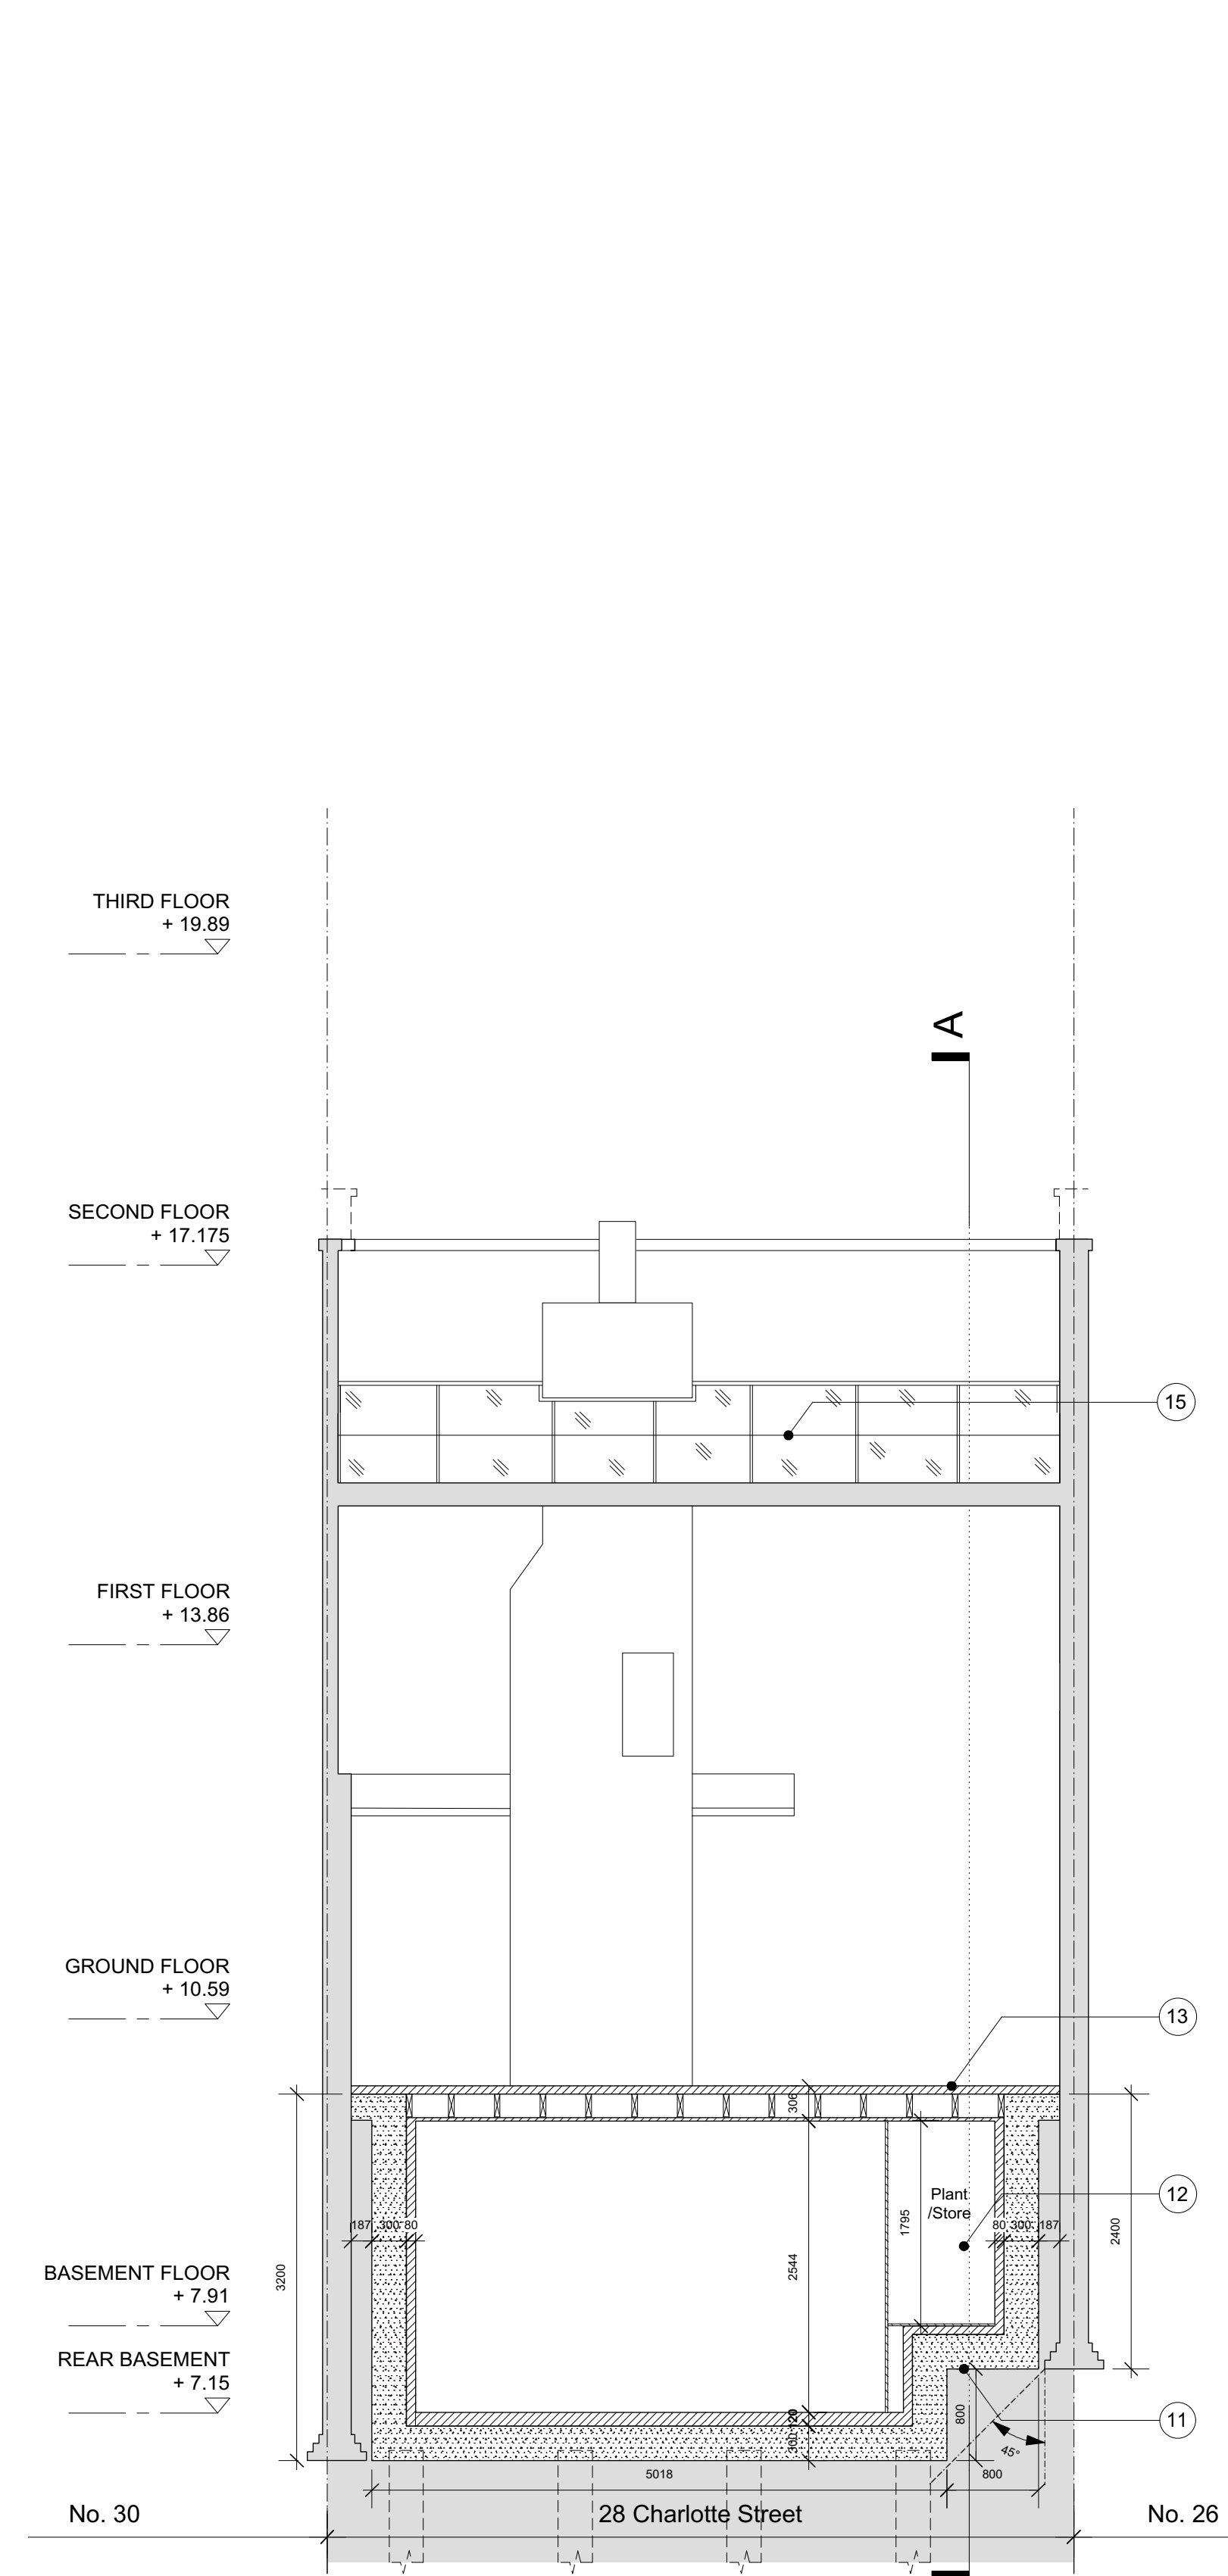 THIRD FLOOR
+ 19.89
A
SECOND FLOOR
+ 17.175
15
FIRST FLOOR
+ 13.86
GROUND FLOOR
+ 10.59
13
306
Plant
/Store
12
187 300 80
80 300 187
1795
2400
2544
3200
BASEMENT FLOOR
+ 7.91
REAR BASEMENT
+ 7.15
120
300
800
11
45°
5018
800
No. 30
28 Charlotte Street
No. 26